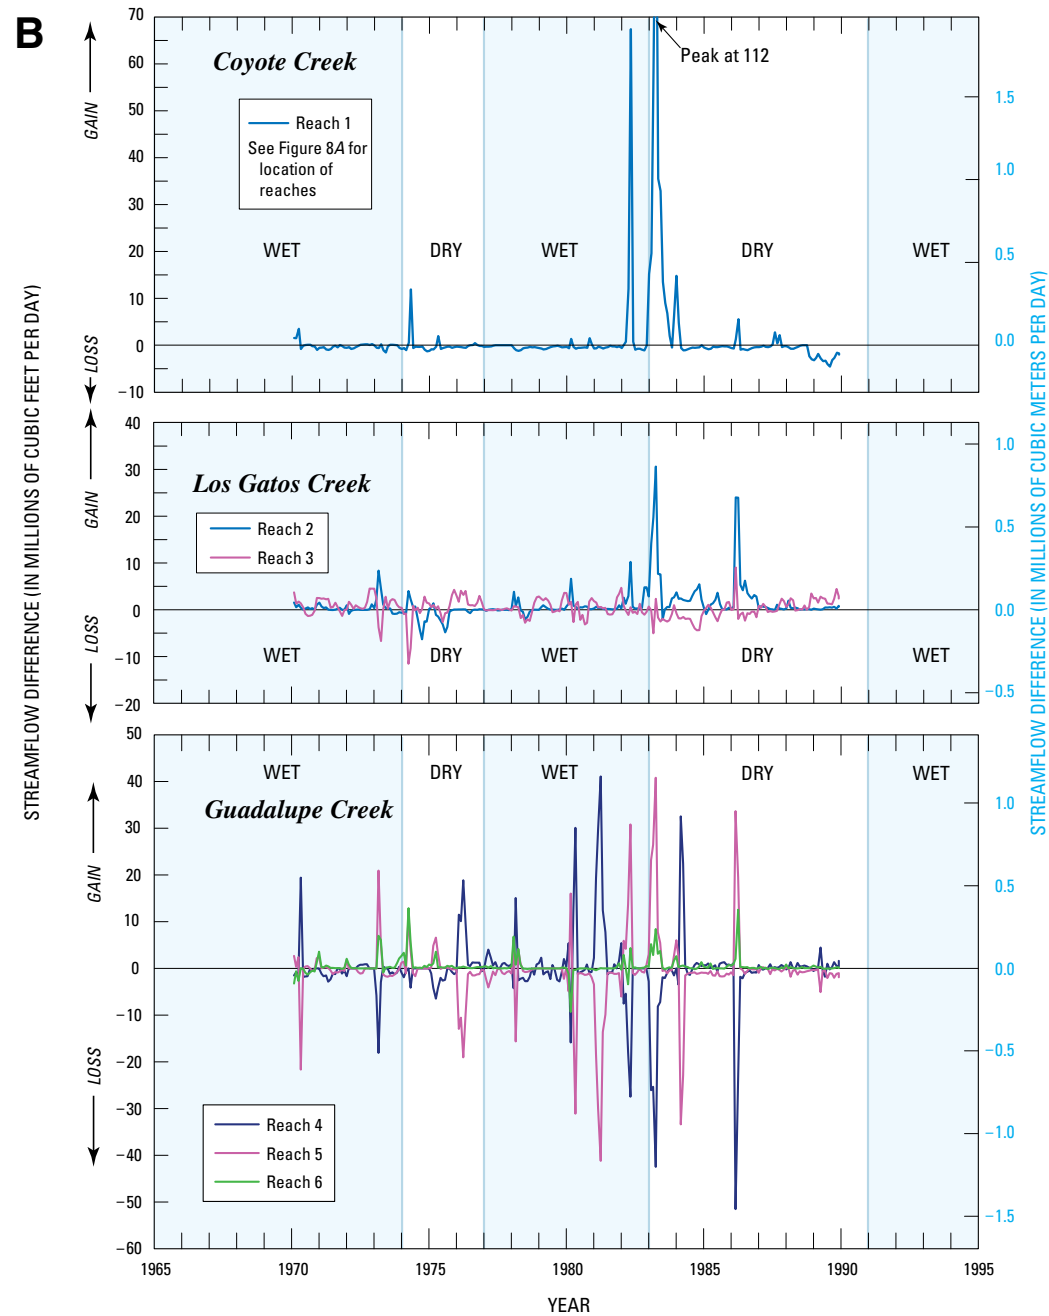 B
STREAMFLOW DIFFERENCE (IN MILLIONS OF CUBIC FEET PER DAY)
STREAMFLOW DIFFERENCE (IN MILLIONS OF CUBIC METERS PER DAY)
GAIN
LOSS
70
60
50
40
30
20
10
0
−10
Coyote Creek
Reach 1
See Figure 8A for
location of
reaches
Peak at 112
WET
DRY
WET
DRY
WET
1.5
1.0
0.5
0.0
GAIN
LOSS
40
30
20
10
0
−10
−20
Los Gatos Creek
Reach 2
Reach 3
WET
DRY
WET
DRY
WET
1.0
0.5
0.0
−0.5
GAIN
LOSS
50
40
30
20
10
0
−10
−20
−30
−40
−50
−60
WET
DRY
WET
DRY
WET
Guadalupe Creek
Reach 4
Reach 5
Reach 6
1.0
0.5
0.0
−0.5
−1.0
−1.5
1965
1970
1975
1980
1985
1990
1995
YEAR